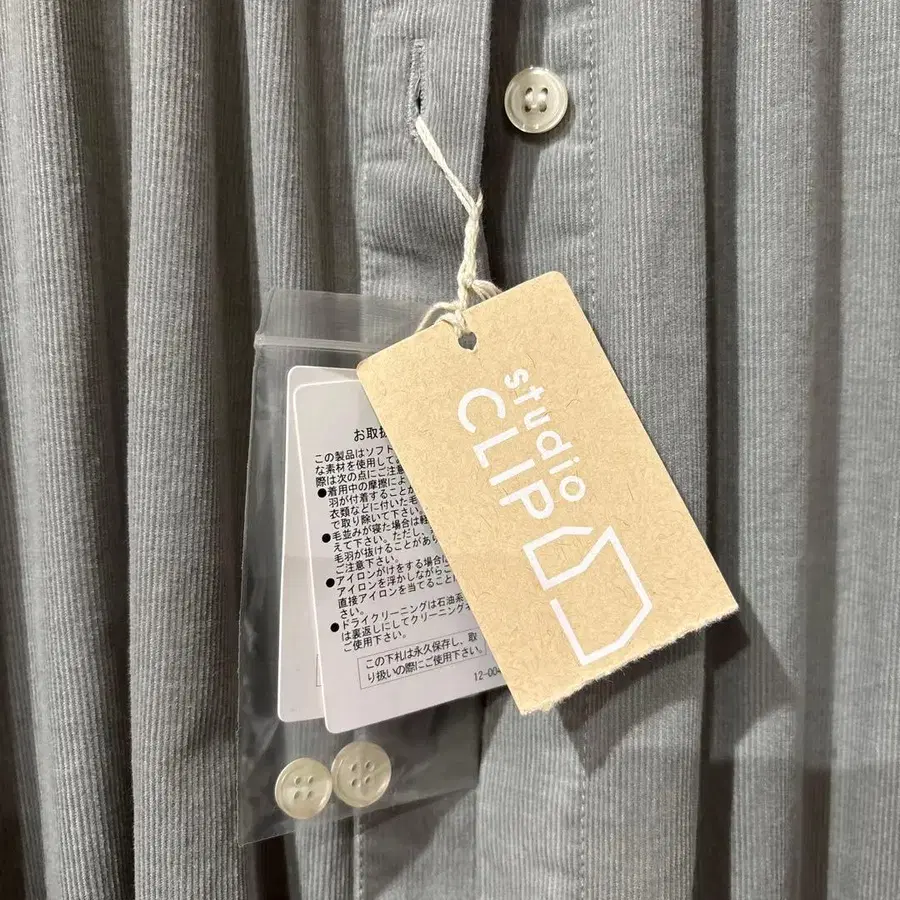 studio
CLIP
お取扱
この製品はソフト
な素材を使用して
際は次の点にご注意
●着用中の摩擦によ
羽が付着することが
衣類などに付いた毛
で取り除いて下さい。
●毛並みが寝た場合は軽
えて下さい。ただし、
毛羽が抜けることがあり
ご注意下さい。
●アイロンがけをする場合
アイロンを浮かしながら
直接アイロンを当てること
さい。
●ドライクリーニングは石油系
は裏返しにしてクリーニング
ご使用下さい。
この下札は永久保存し、取
り扱いの際にご使用下さい。
12-00